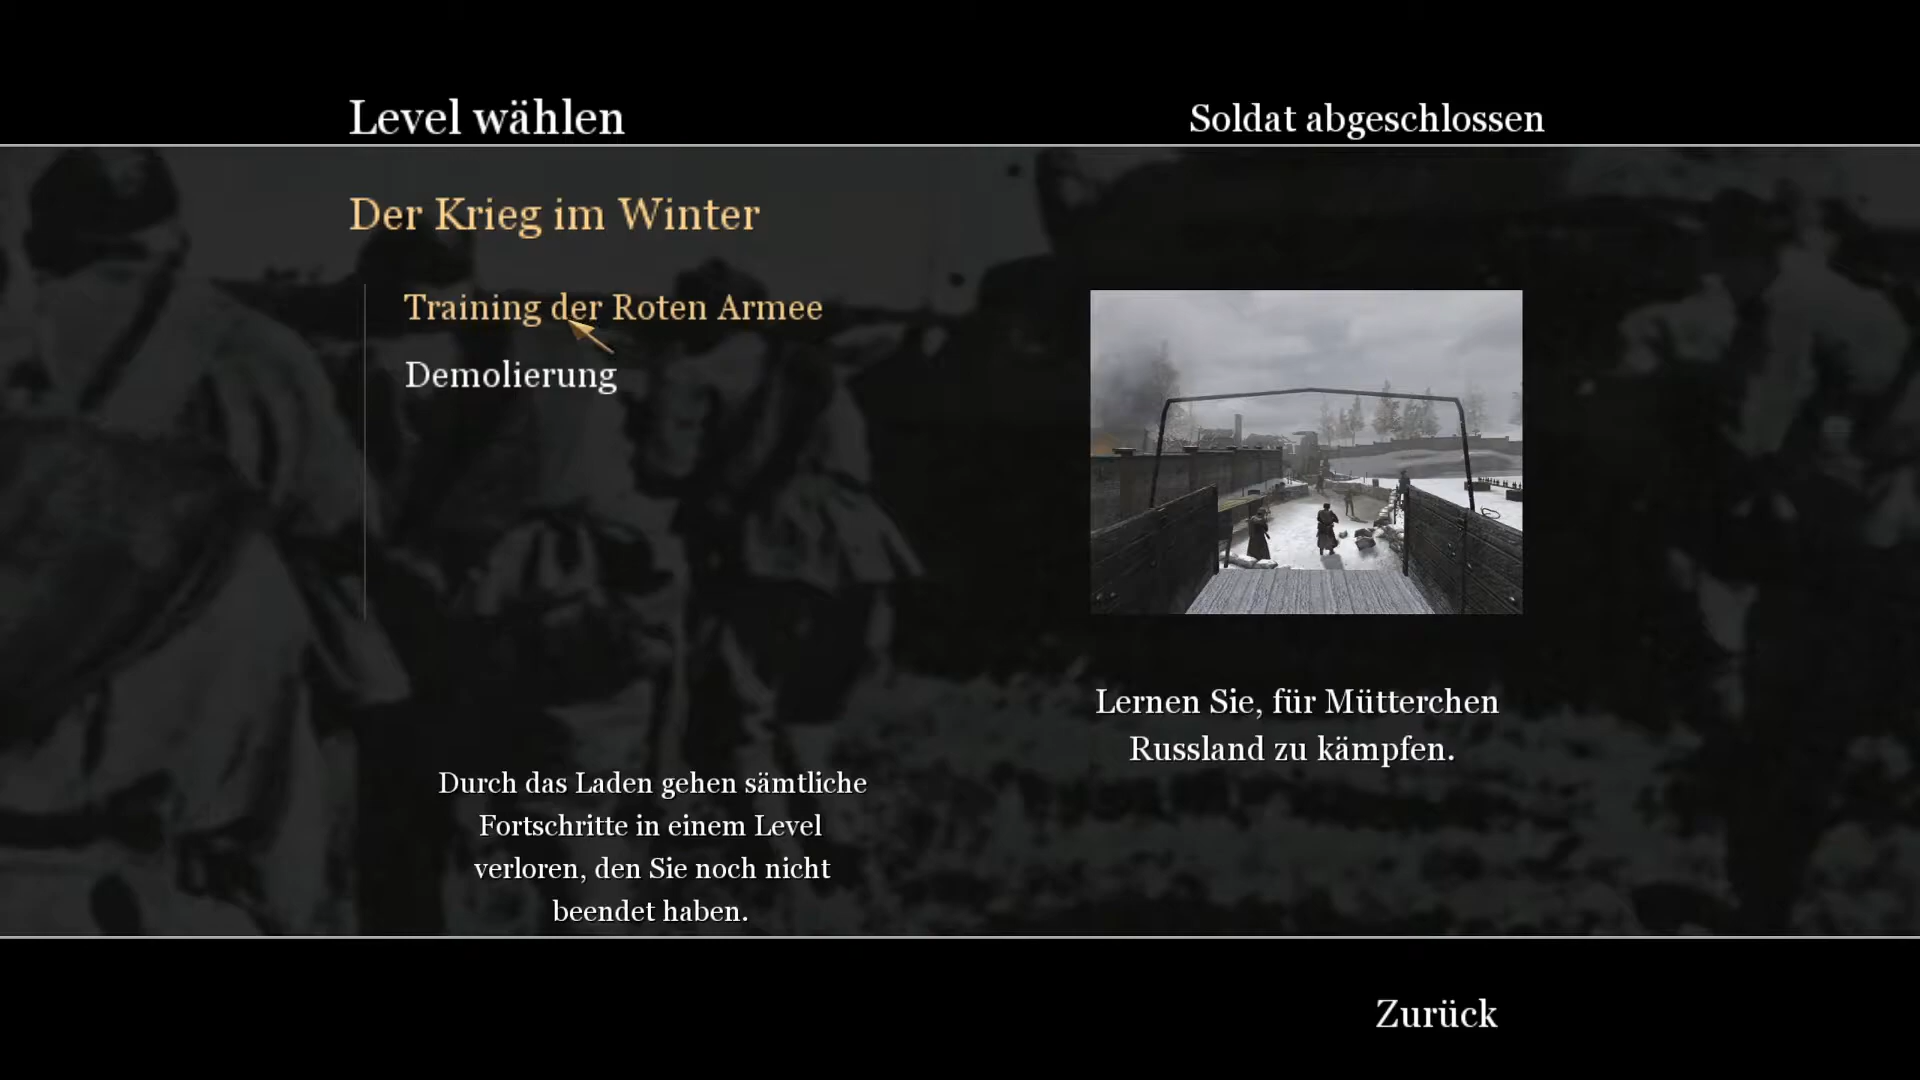 Level wählen
Soldat abgeschlossen
Der Krieg im Winter
Training der Roten Armee
Demolierung
Lernen Sie, für Mütterchen
Russland zu kämpfen.
Durch das Laden gehen sämtliche
Fortschritte in einem Level
verloren, den Sie noch nicht
beendet haben.
Zurück